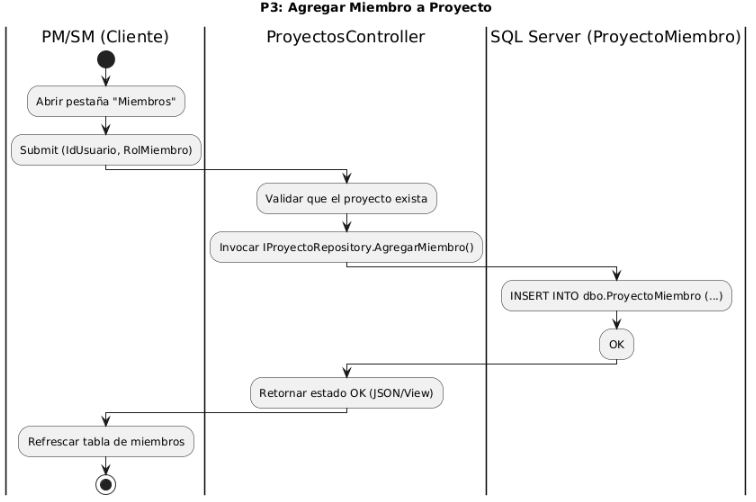 P3: Agregar Miembro a Proyecto
PM/SM (Cliente)
ProyectosController
SQL Server (ProyectoMiembro)
Abrir pestaña "Miembros"
Submit (IdUsuario, RolMiembro)
Validar que el proyecto exista
Invocar IProyectoRepository.AgregarMiembro()
INSERT INTO dbo.ProyectoMiembro (...)
OK
Retornar estado OK (JSON/View)
Refrescar tabla de miembros